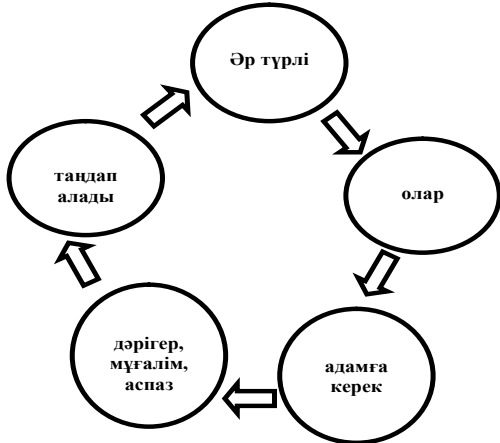 Әр түрлі
олар
адамға
керек
дәрігер,
мұғалім,
аспаз
таңдап
алады